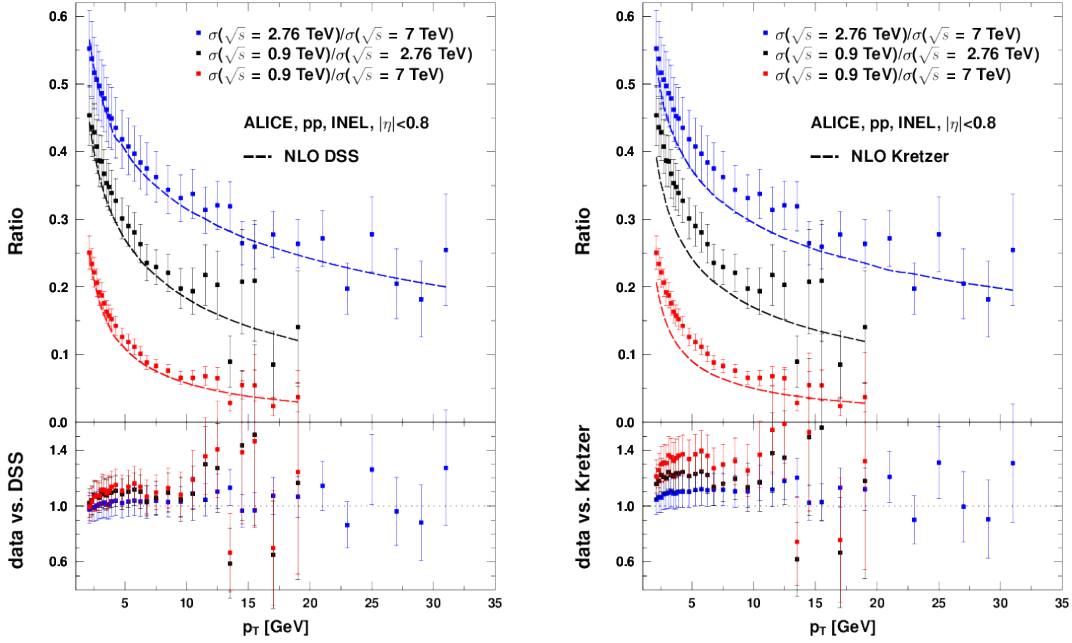 0.6
0.5
0.4
0.3
0.2
0.1
0.0
Ratio
σ(√s = 2.76 TeV)/σ(√s = 7 TeV)
σ(√s = 0.9 TeV)/σ(√s = 2.76 TeV)
σ(√s = 0.9 TeV)/σ(√s = 7 TeV)
ALICE, pp, INEL, |η|<0.8
NLO DSS
1.4
1.0
0.6
data vs. DSS
5 10 15 20 25 30 35
p_T [GeV]
0.6
0.5
0.4
0.3
0.2
0.1
0.0
Ratio
σ(√s = 2.76 TeV)/σ(√s = 7 TeV)
σ(√s = 0.9 TeV)/σ(√s = 2.76 TeV)
σ(√s = 0.9 TeV)/σ(√s = 7 TeV)
ALICE, pp, INEL, |η|<0.8
NLO Kretzer
1.4
1.0
0.6
data vs. Kretzer
5 10 15 20 25 30 35
p_T [GeV]